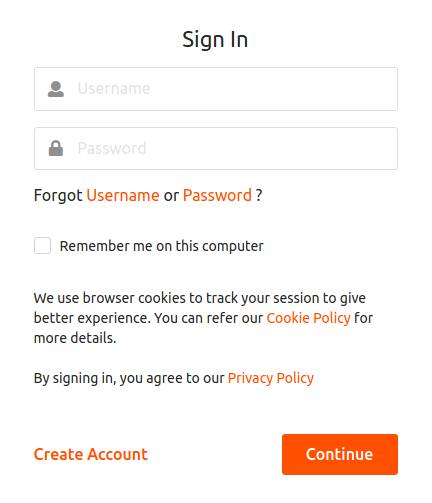 Sign In
Username
Password
Forgot Username or Password ?
Remember me on this computer
We use browser cookies to track your session to give
better experience. You can refer our Cookie Policy for
more details.
By signing in, you agree to our Privacy Policy
Create Account Continue